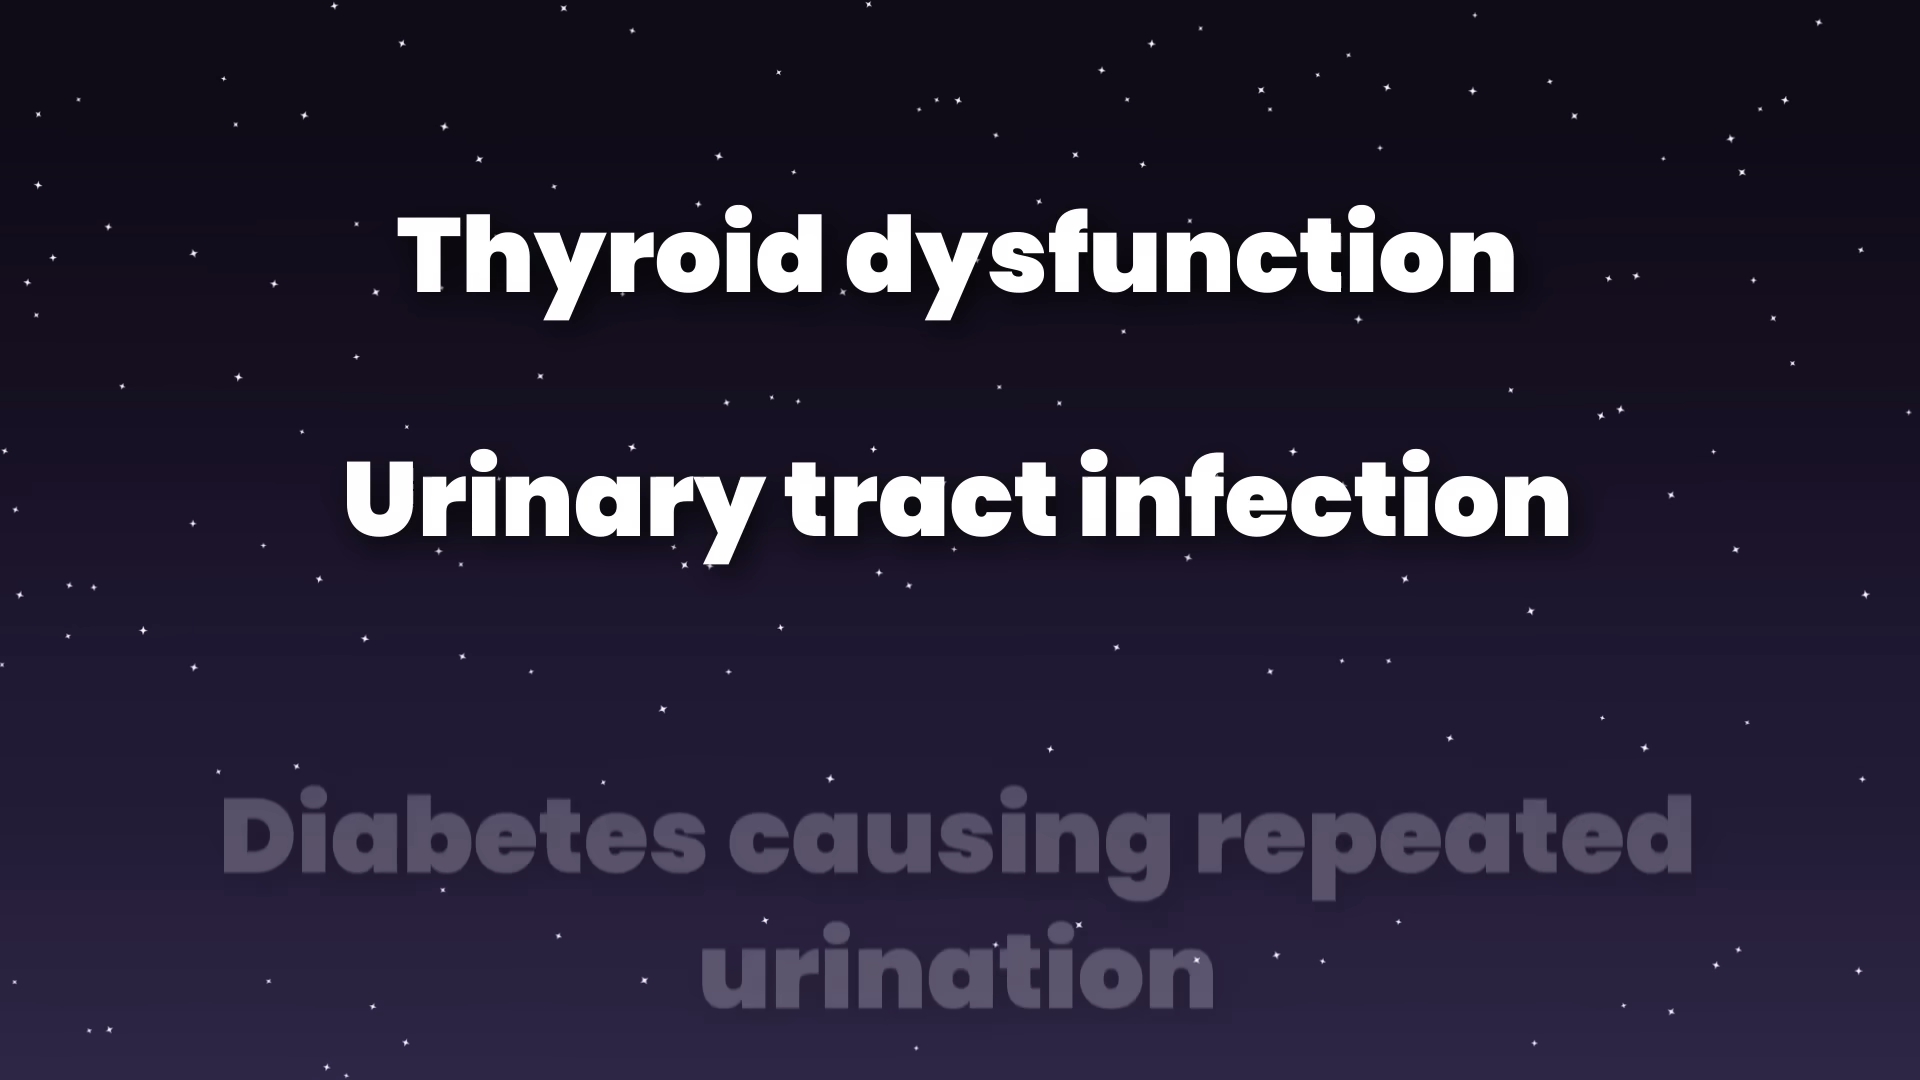 Thyroid dysfunction
Urinary tract infection
Diabetes causing repeated
urination